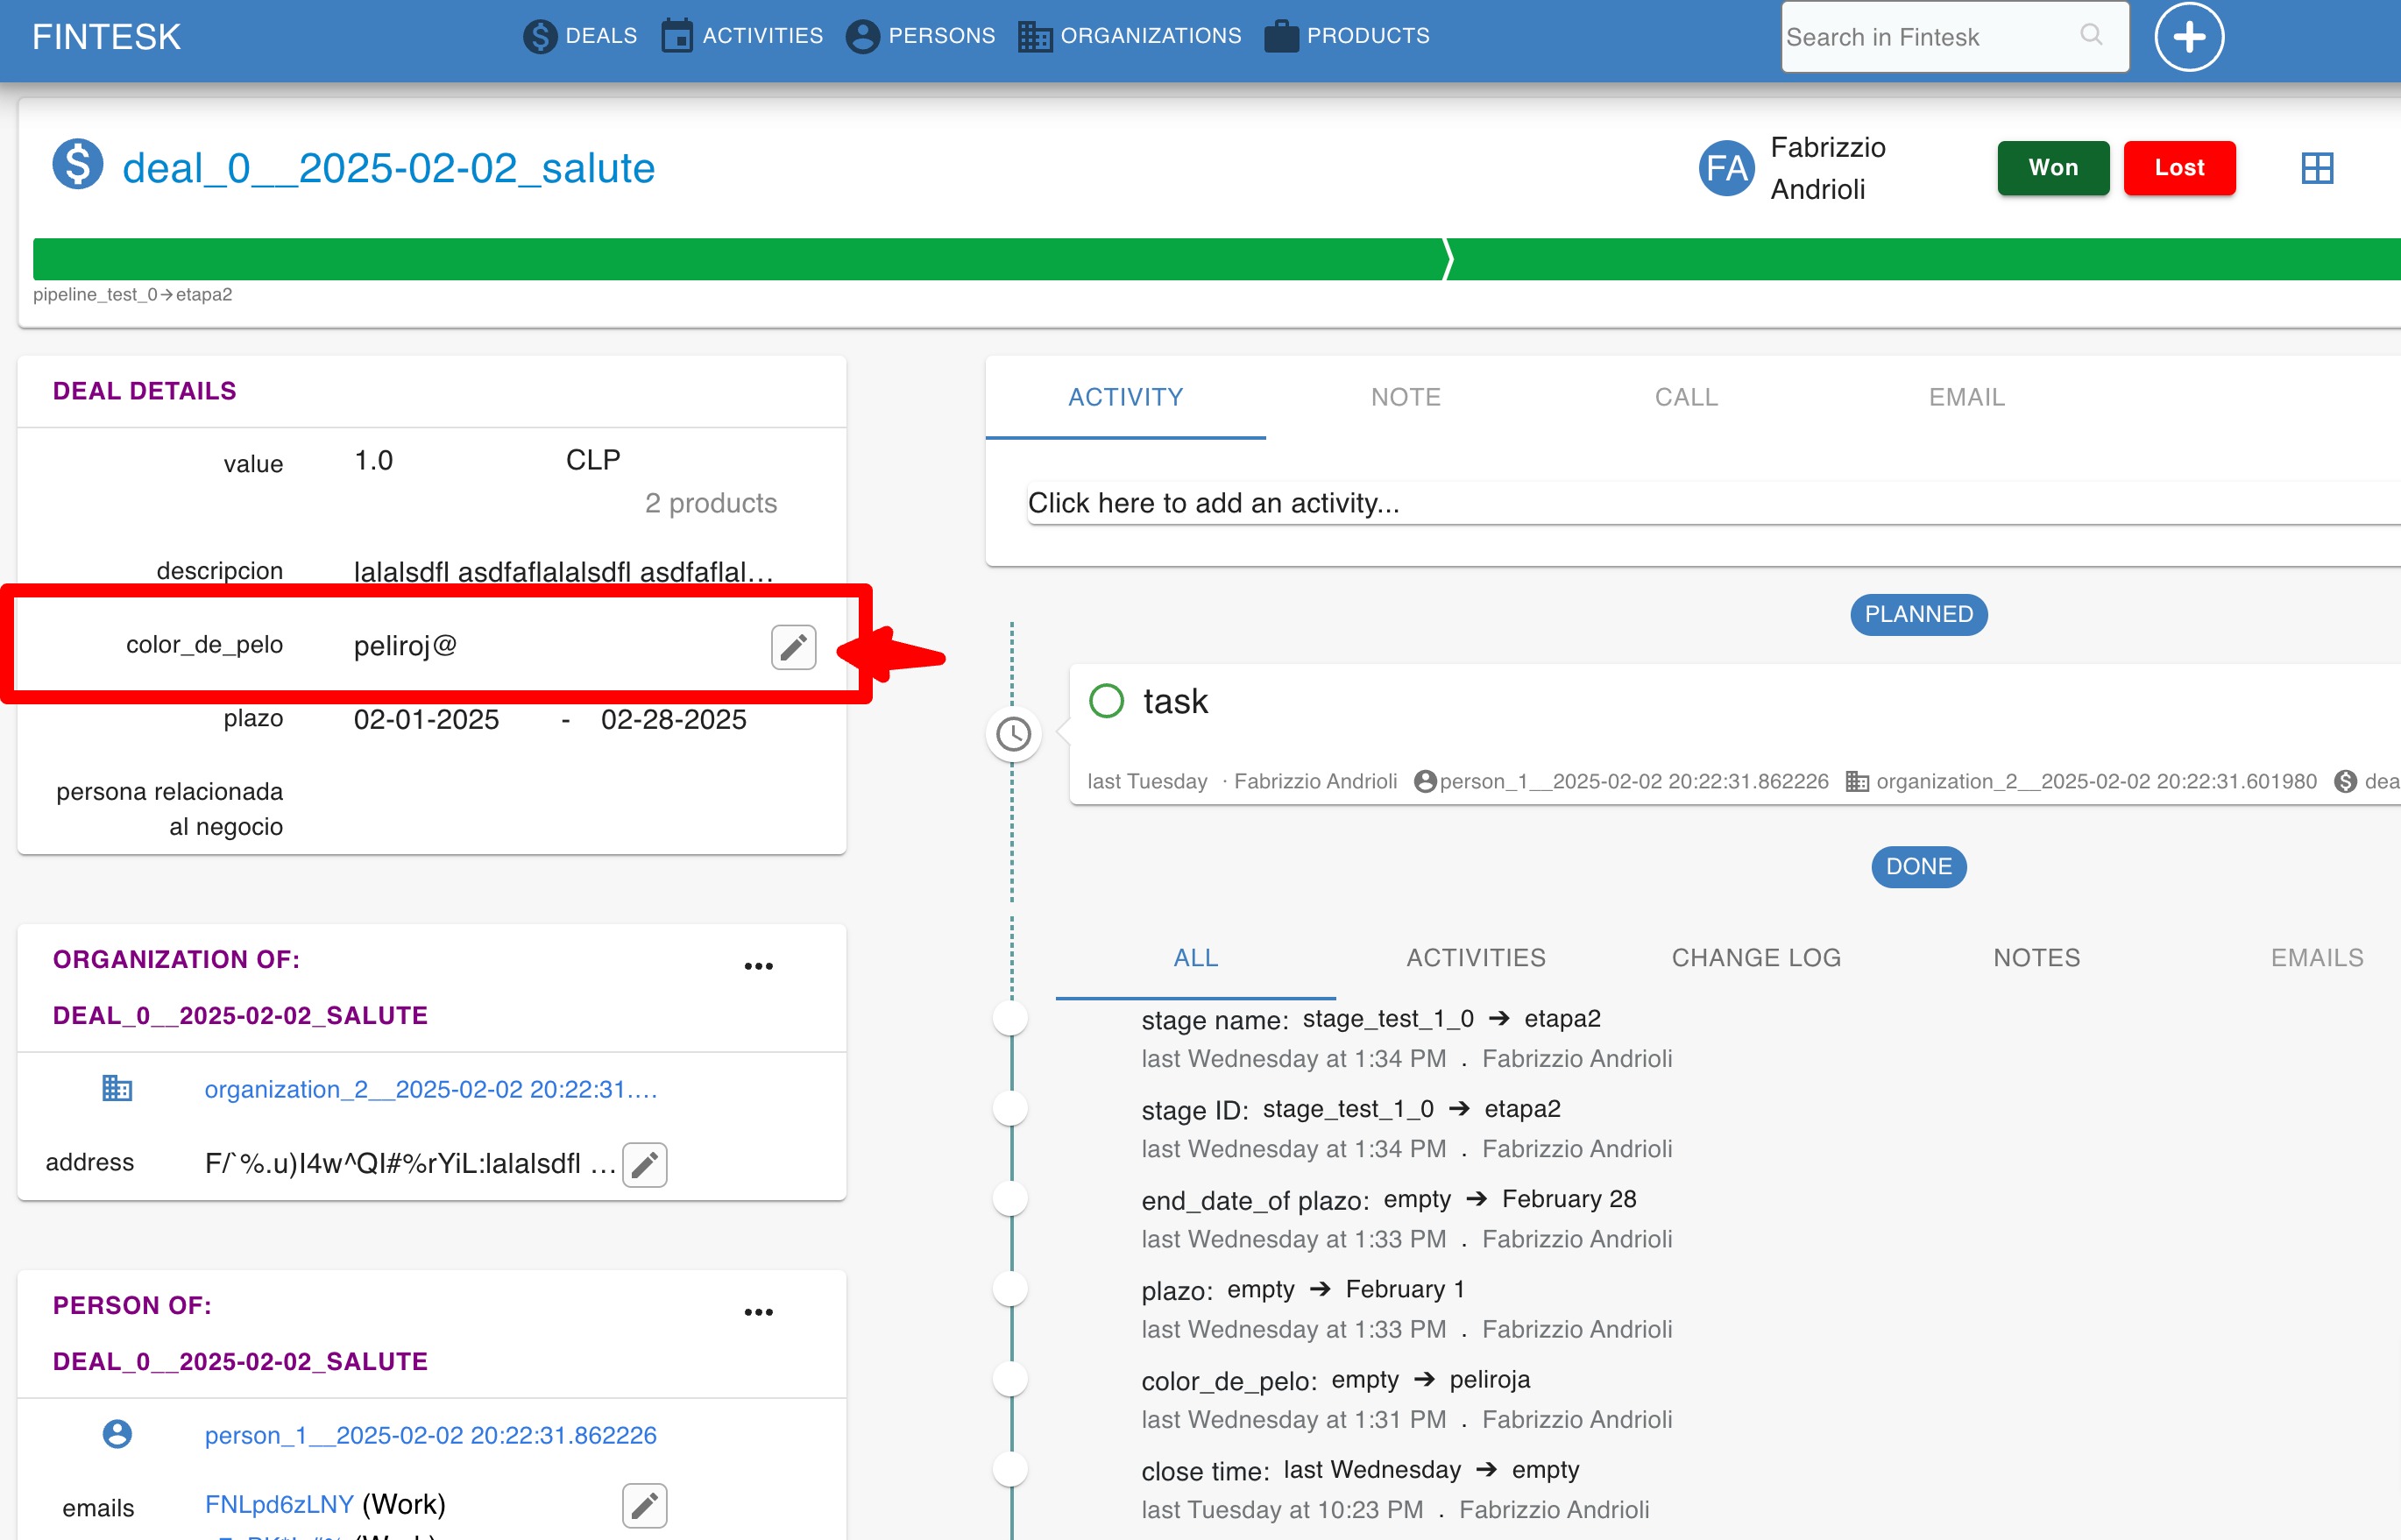 FINTESK
DEALS ACTIVITIES PERSONS ORGANIZATIONS PRODUCTS
Search in Fintesk
deal_0__2025-02-02_salute
FA
Fabrizzio
Andrioli
Won
Lost
pipeline_test_0→etapa2
DEAL DETAILS
value 1.0 CLP
2 products
descripcion lalalsdfl asdfaflalalsdfl asdfaflal...
color_de_pelo peliroj@
plazo 02-01-2025 - 02-28-2025
persona relacionada
al negocio
ORGANIZATION OF:
DEAL_0__2025-02-02_SALUTE
organization_2__2025-02-02 20:22:31....
address F/`%.u)I4w^QI#%rYiL:lalalsdfl ...
PERSON OF:
DEAL_0__2025-02-02_SALUTE
person_1__2025-02-02 20:22:31.862226
emails FNLpd6zLNY (Work)
ACTIVITY NOTE CALL EMAIL
Click here to add an activity...
PLANNED
task
last Tuesday · Fabrizzio Andrioli person_1__2025-02-02 20:22:31.862226 organization_2__2025-02-02 20:22:31.601980 dea
DONE
ALL ACTIVITIES CHANGE LOG NOTES EMAILS
stage name: stage_test_1_0 → etapa2
last Wednesday at 1:34 PM . Fabrizzio Andrioli
stage ID: stage_test_1_0 → etapa2
last Wednesday at 1:34 PM . Fabrizzio Andrioli
end_date_of plazo: empty → February 28
last Wednesday at 1:33 PM . Fabrizzio Andrioli
plazo: empty → February 1
last Wednesday at 1:33 PM . Fabrizzio Andrioli
color_de_pelo: empty → peliroja
last Wednesday at 1:31 PM . Fabrizzio Andrioli
close time: last Wednesday → empty
last Tuesday at 10:23 PM . Fabrizzio Andrioli